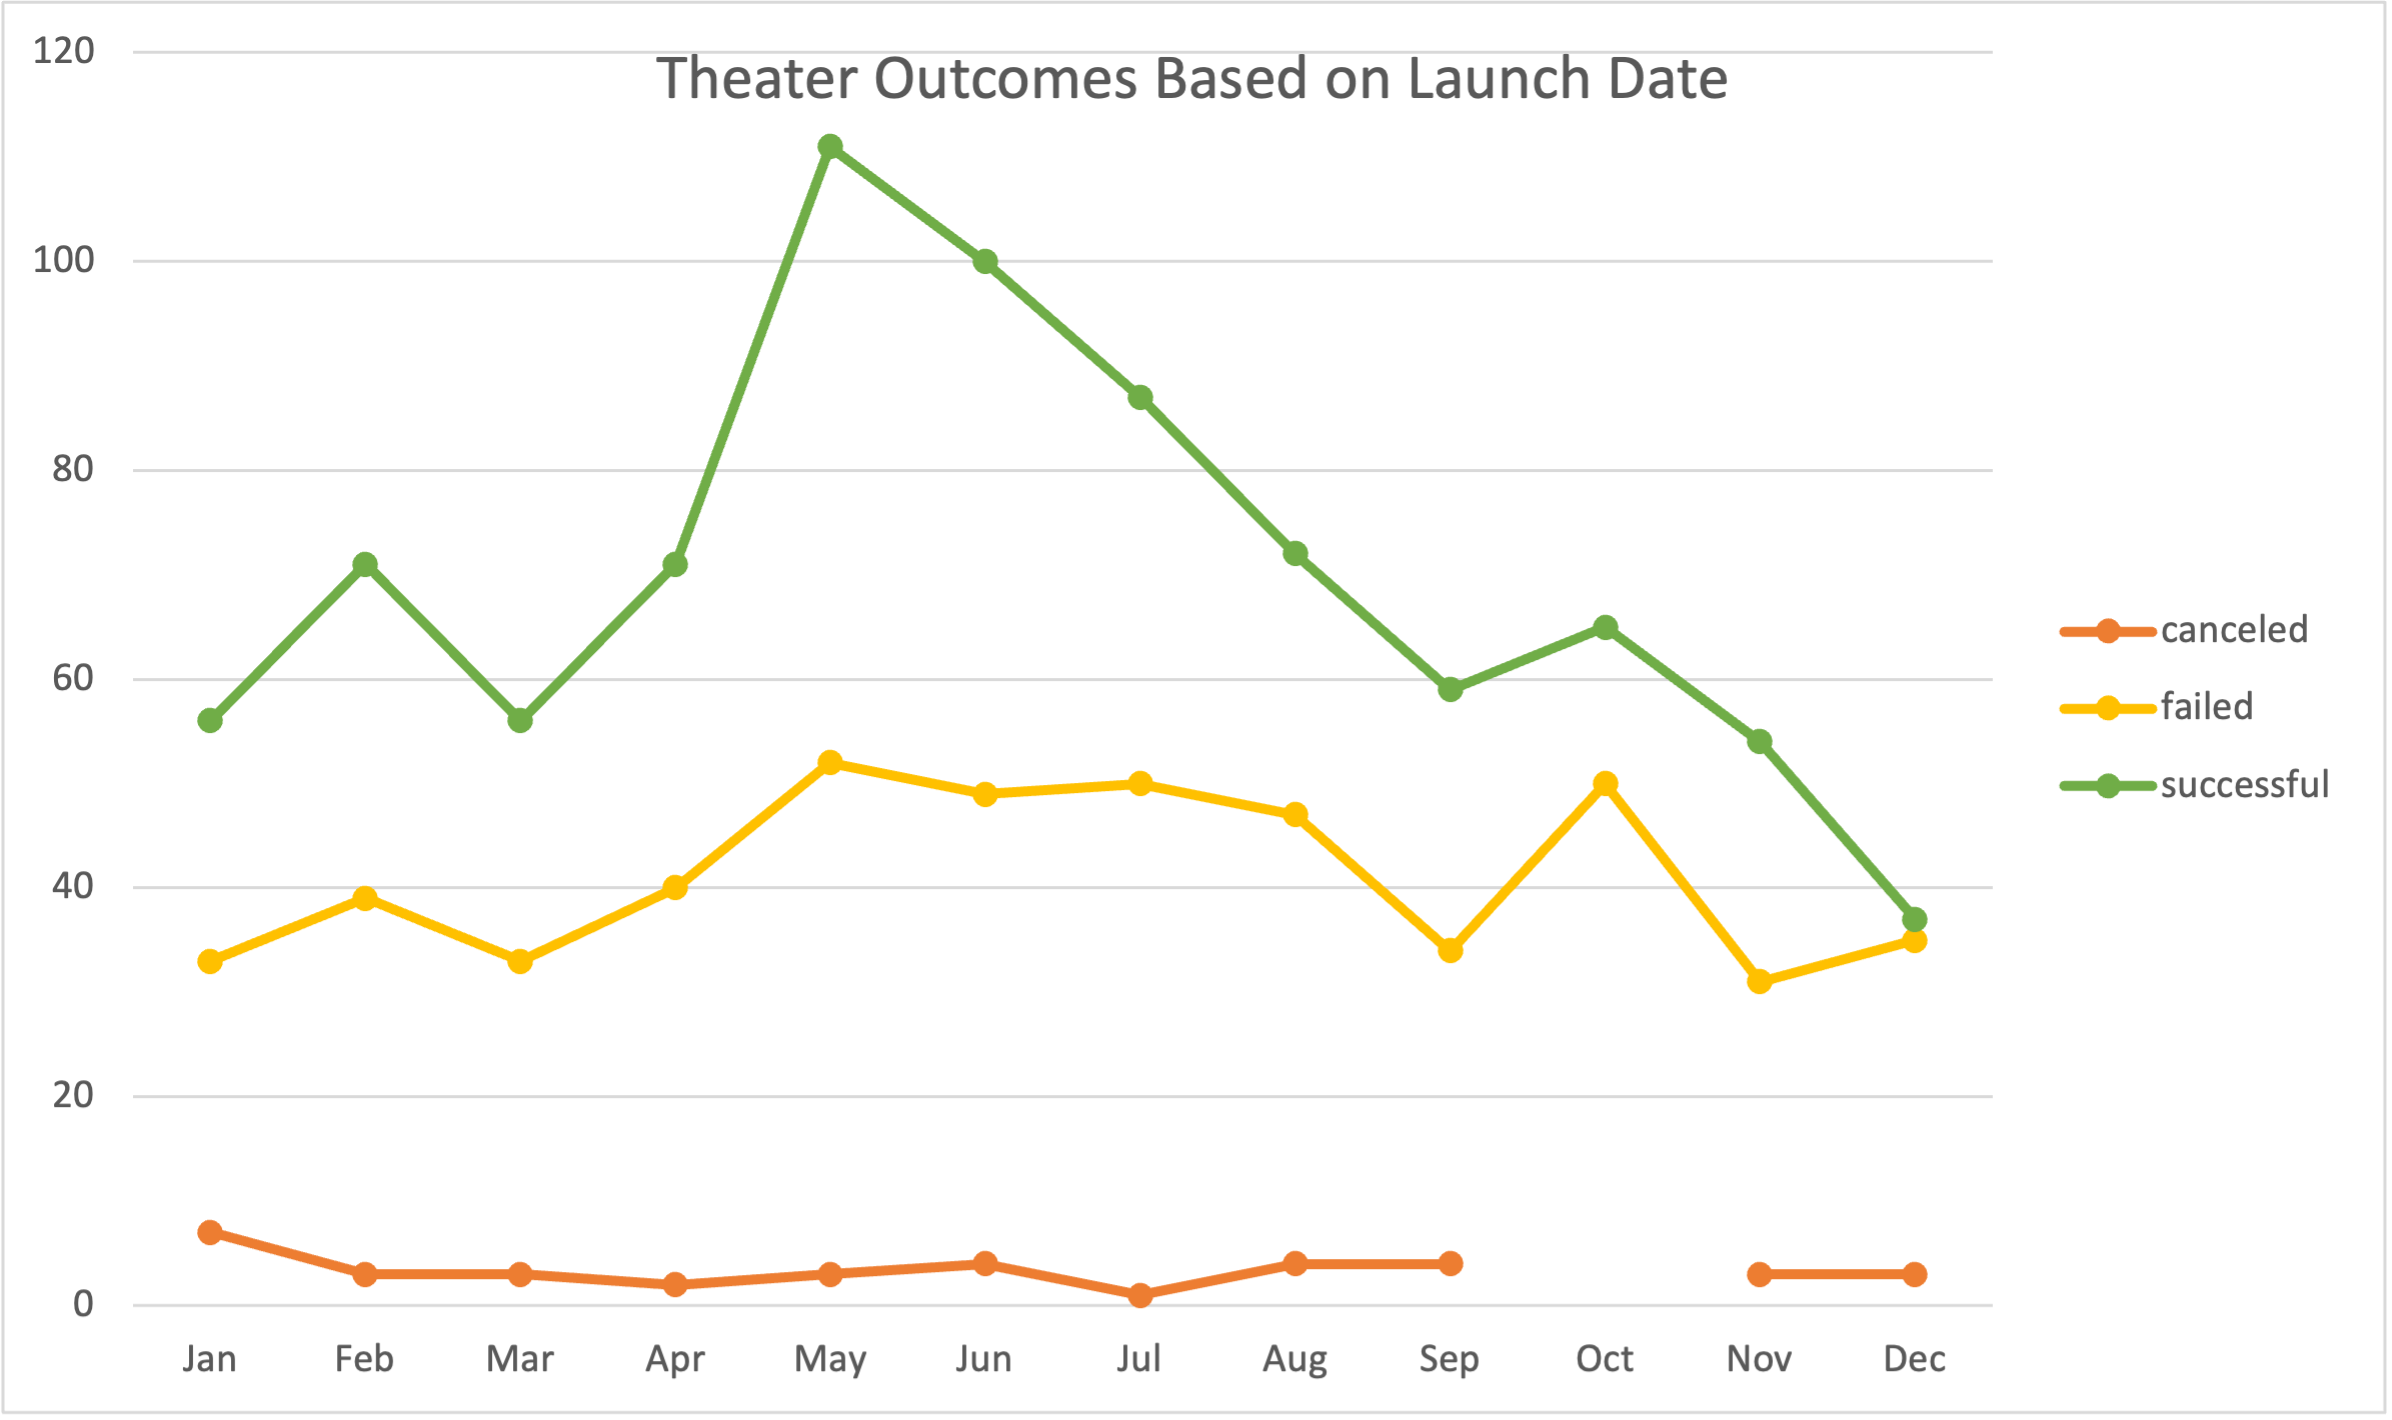 Theater Outcomes Based on Launch Date
120
100
80
60
40
20
0
Jan Feb Mar Apr May Jun Jul Aug Sep Oct Nov Dec
canceled
failed
successful